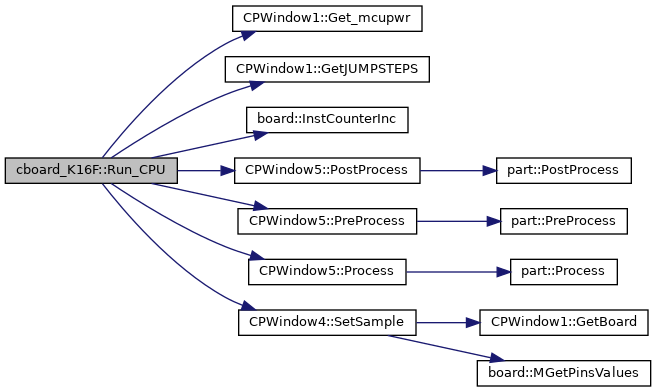 CPWindow1::Get_mcupwr
CPWindow1::GetJUMPSTEPS
board::InstCounterInc
cboard_K16F::Run_CPU
CPWindow5::PostProcess
part::PostProcess
CPWindow5::PreProcess
part::PreProcess
CPWindow5::Process
part::Process
CPWindow4::SetSample
CPWindow1::GetBoard
board::MGetPinsValues